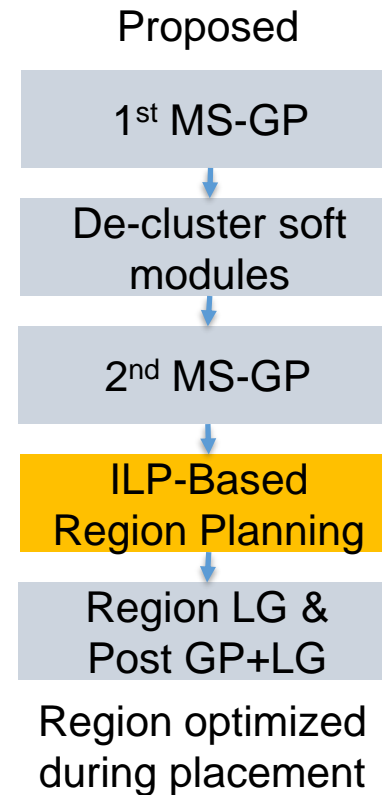 Proposed
1st MS-GP
De-cluster soft
modules
2nd MS-GP
ILP-Based
Region Planning
Region LG &
Post GP+LG
Region optimized
during placement